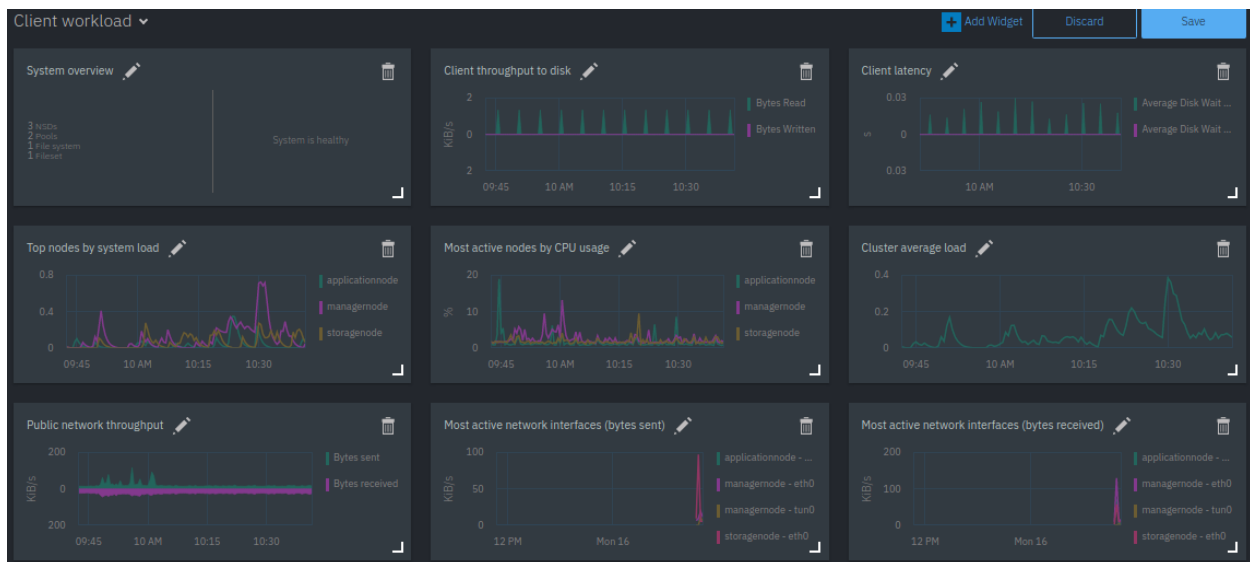 Client workload
Add Widget
Discard
Save
System overview
3 NSDs
2 Pools
1 File system
1 Fileset
System is healthy
Client throughput to disk
2
0
2
KiB/s
09:45 10 AM 10:15 10:30
Bytes Read
Bytes Written
Client latency
0.03
0
0.03
s
10 AM 10:30
Average Disk Wait ...
Average Disk Wait ...
Top nodes by system load
0.8
0.4
0
09:45 10 AM 10:15 10:30
applicationnode
managernode
storagenode
Most active nodes by CPU usage
20
10
0
%
09:45 10 AM 10:15 10:30
applicationnode
managernode
storagenode
Cluster average load
0.4
0.2
0
09:45 10 AM 10:15 10:30
Public network throughput
200
0
200
KiB/s
09:45 10 AM 10:15 10:30
Bytes sent
Bytes received
Most active network interfaces (bytes sent)
100
50
0
KiB/s
12 PM Mon 16
applicationnode - ...
managernode - eth0
managernode - tun0
storagenode - eth0
Most active network interfaces (bytes received)
200
100
0
KiB/s
12 PM Mon 16
applicationnode - ...
managernode - eth0
managernode - tun0
storagenode - eth0